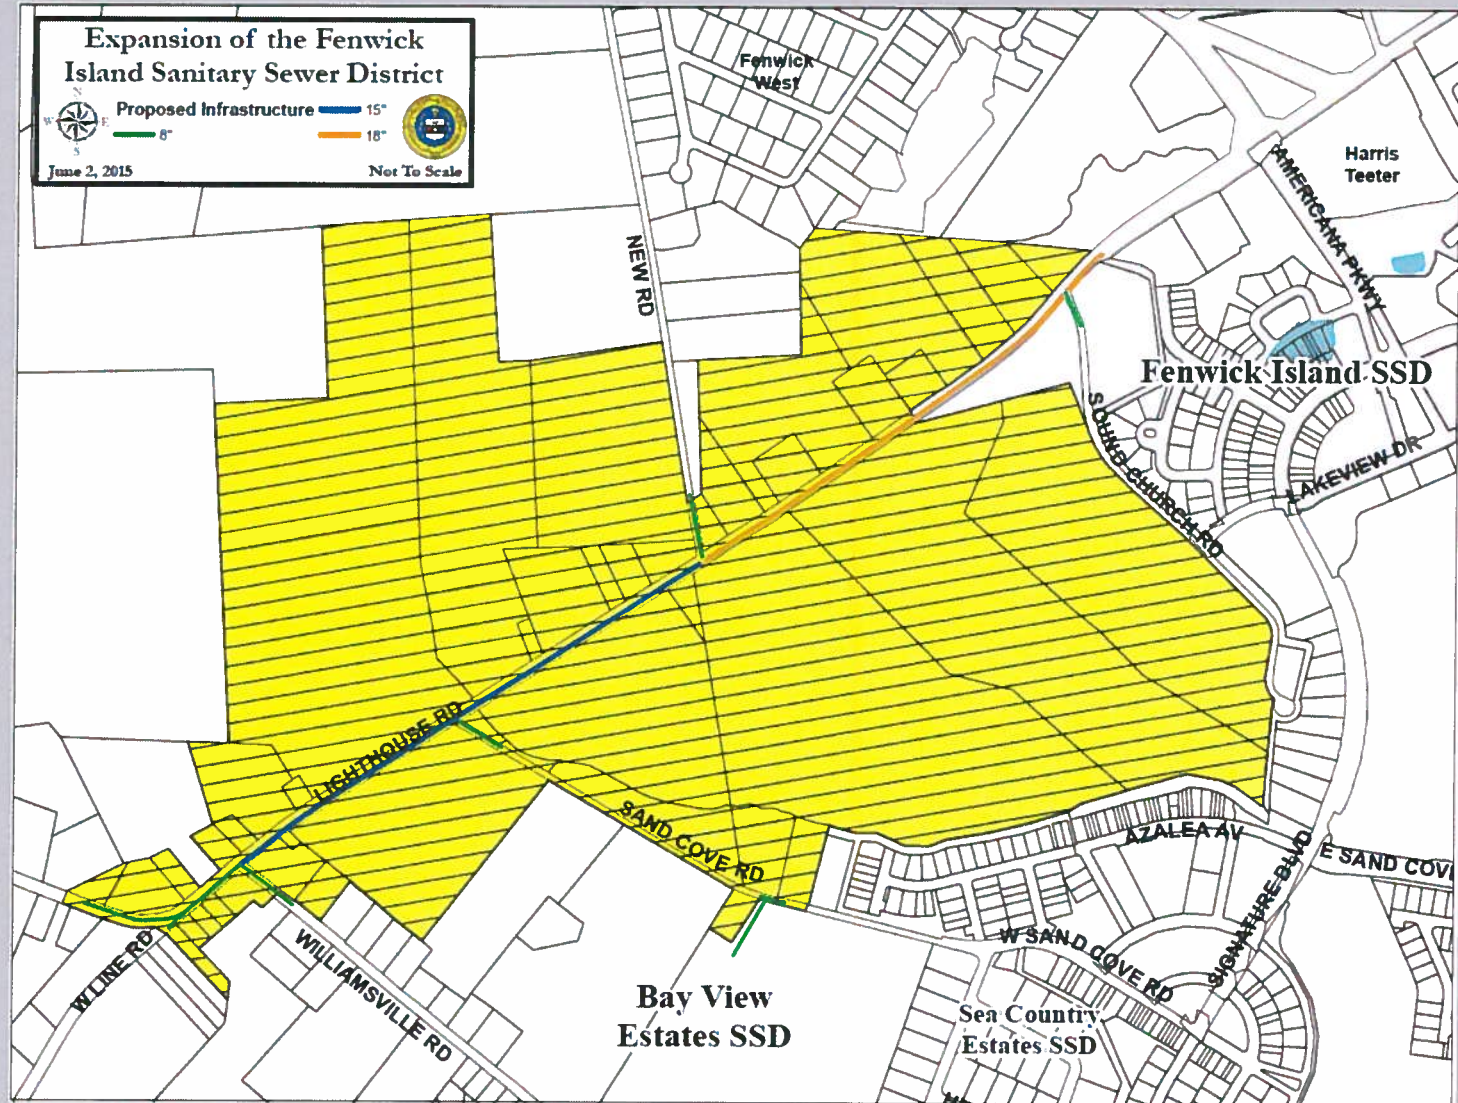 Expansion of the Fenwick
Island Sanitary Sewer District
N
W E
S
Proposed Infrastructure 15"
8" 18"
June 2, 2015 Not To Scale
Fenwick
West
Harris
Teeter
AMERICANA PKWY
NEW RD
Fenwick Island SSD
SOUND CHURCH RD
LAKEVIEW DR
LIGHTHOUSE RD
SAND COVE RD
AZALEA AV
E SAND COV
SIGNATURE BLVD
W SAND COVE RD
W LINE RD
WILLIAMSVILLE RD
Bay View
Estates SSD
Sea Country
Estates SSD